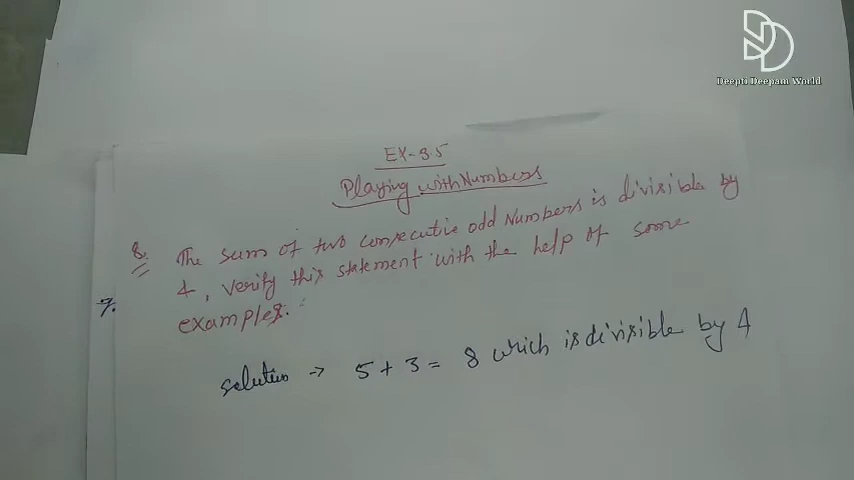 Deepti Deepam World
EX-3.5
Playing with Numbers
8. The sum of two consecutive odd Numbers is divisible by
4, verify this statement with the help of some
7.
examples.
solution → 5 + 3 = 8 which is divisible by 4